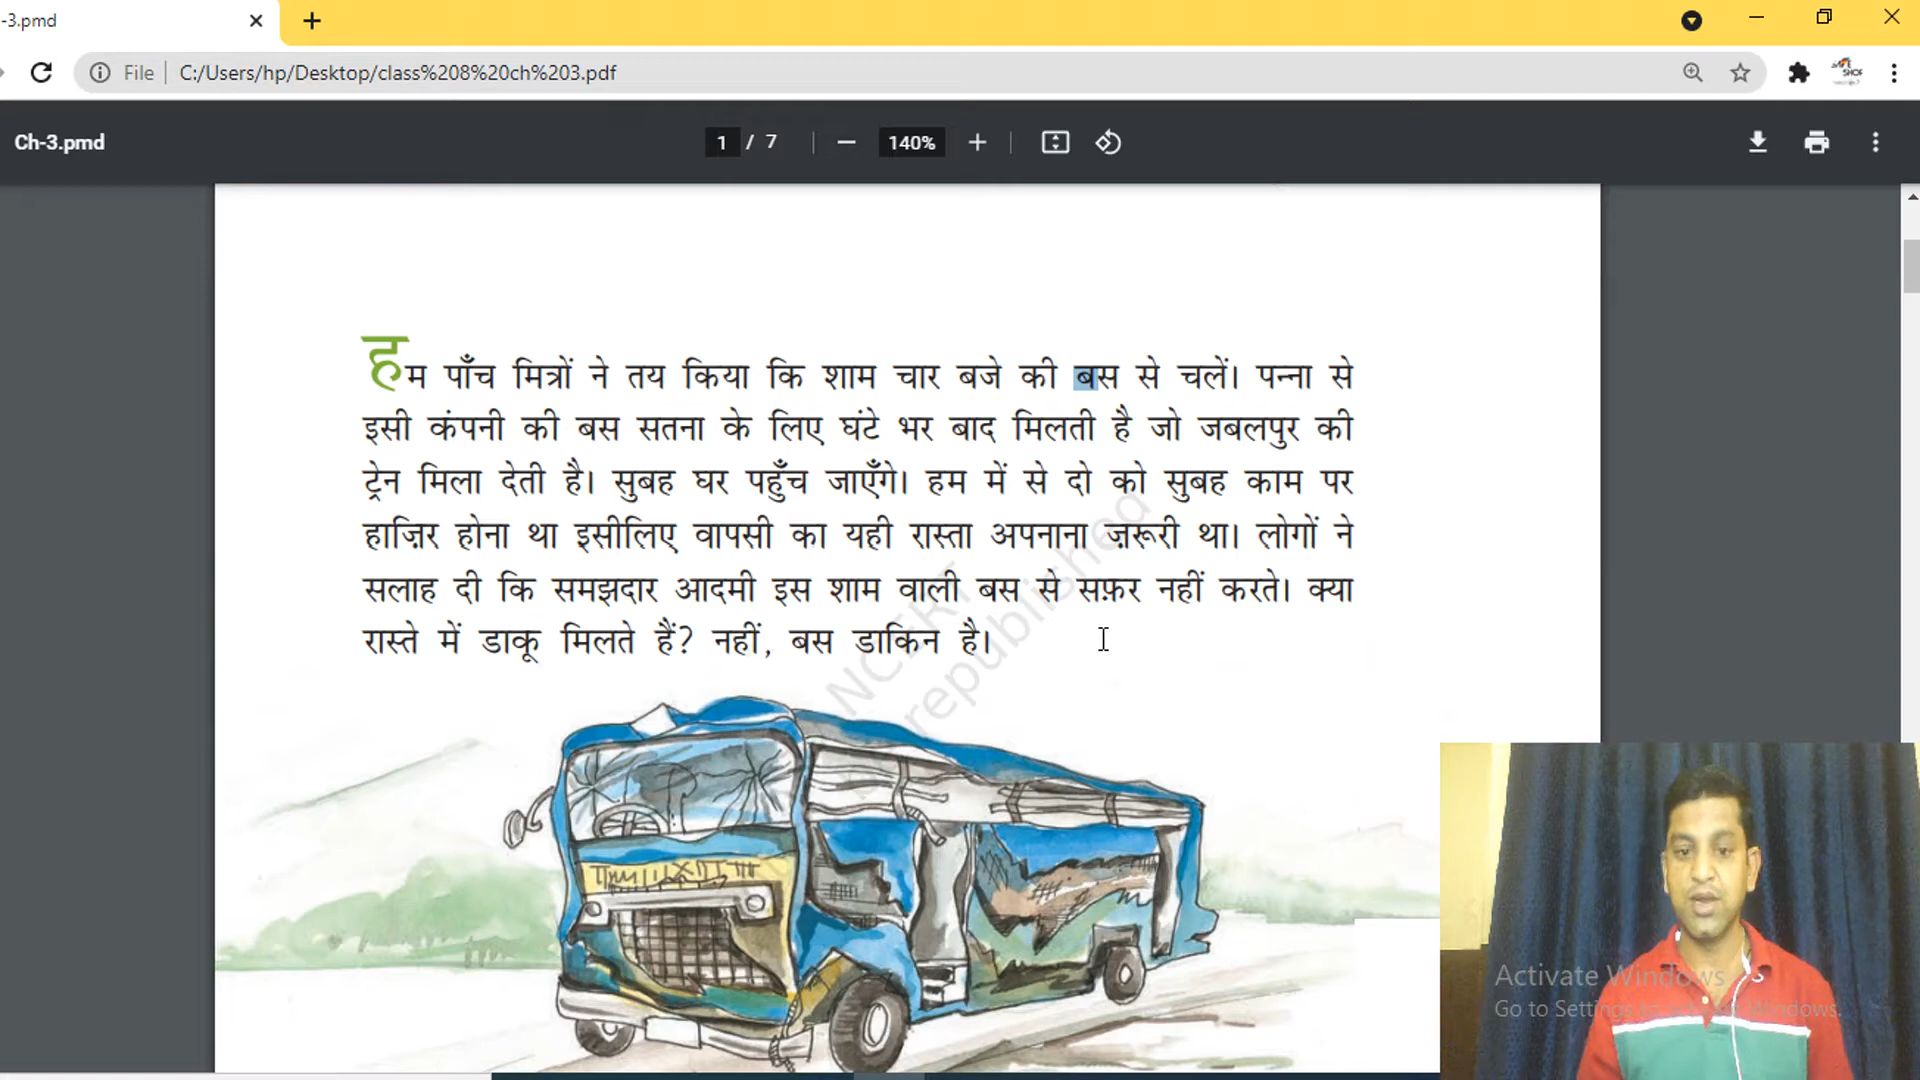 -3.pmd
File
C:/Users/hp/Desktop/class%208%20ch%203.pdf
Ch-3.pmd
1 / 7
140%
हम पाँच मित्रों ने तय किया कि शाम चार बजे की बस से चलें। पन्ना से
इसी कंपनी की बस सतना के लिए घंटे भर बाद मिलती है जो जबलपुर की
ट्रेन मिला देती है। सुबह घर पहुँच जाएँगे। हम में से दो को सुबह काम पर
हाज़िर होना था इसीलिए वापसी का यही रास्ता अपनाना ज़रूरी था। लोगों ने
सलाह दी कि समझदार आदमी इस शाम वाली बस से सफ़र नहीं करते। क्या
रास्ते में डाकू मिलते हैं? नहीं, बस डाकिन है।
NCERT
republished
Activate Windows
Go to Settings to activate Windows.